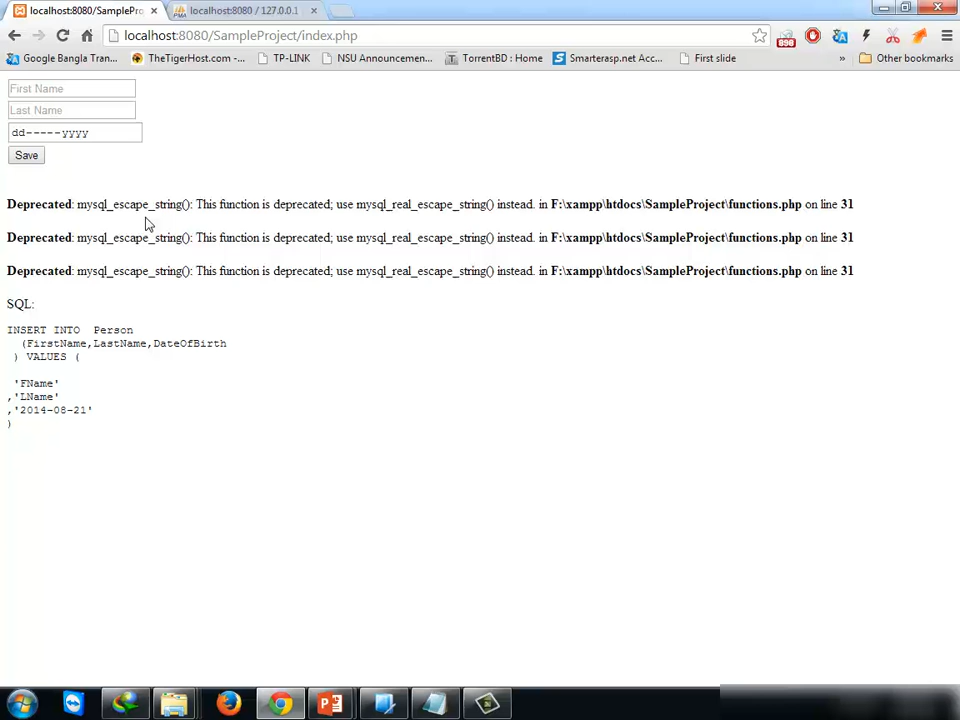 localhost:8080/SamplePro
localhost:8080 / 127.0.0.1
localhost:8080/SampleProject/index.php
898
Google Bangla Tran...
TheTigerHost.com -...
TP-LINK
NSU Announcemen...
TorrentBD : Home
Smarterasp.net Acc...
First slide
»
Other bookmarks
First Name
Last Name
dd-----yyyy
Save
Deprecated: mysql_escape_string(): This function is deprecated; use mysql_real_escape_string() instead. in F:\xampp\htdocs\SampleProject\functions.php on line 31
Deprecated: mysql_escape_string(): This function is deprecated; use mysql_real_escape_string() instead. in F:\xampp\htdocs\SampleProject\functions.php on line 31
Deprecated: mysql_escape_string(): This function is deprecated; use mysql_real_escape_string() instead. in F:\xampp\htdocs\SampleProject\functions.php on line 31
SQL:
INSERT INTO  Person
(FirstName,LastName,DateOfBirth
) VALUES (
'FName'
,'LName'
,'2014-08-21'
)